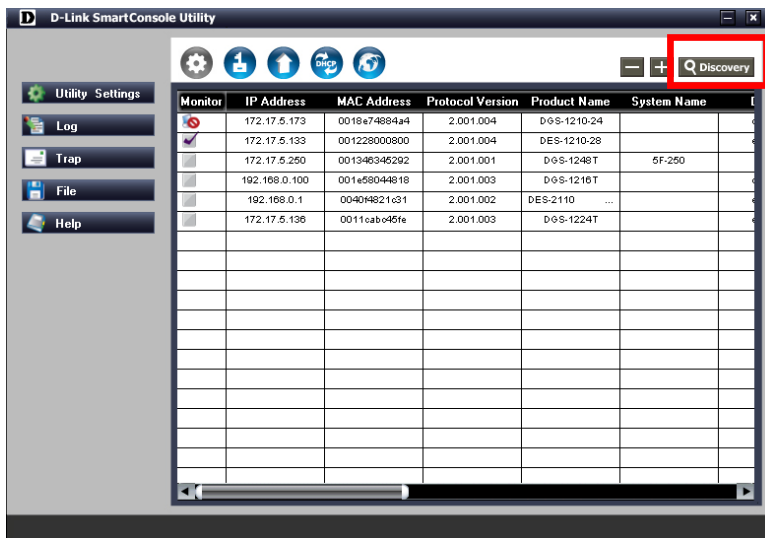 D D-Link SmartConsole Utility
DHCP
Discovery
Utility Settings
Log
Trap
File
Help
Monitor IP Address MAC Address Protocol Version Product Name System Name
172.17.5.173 0018e74884a4 2.001.004 DGS-1210-24
172.17.5.133 001228000800 2.001.004 DES-1210-28
172.17.5.250 001346345292 2.001.001 DGS-1248T 5F-250
192.168.0.100 001e58044818 2.001.003 DGS-1216T
192.168.0.1 0040f4821c31 2.001.002 DES-2110 ...
172.17.5.136 0011cabc45fe 2.001.003 DGS-1224T